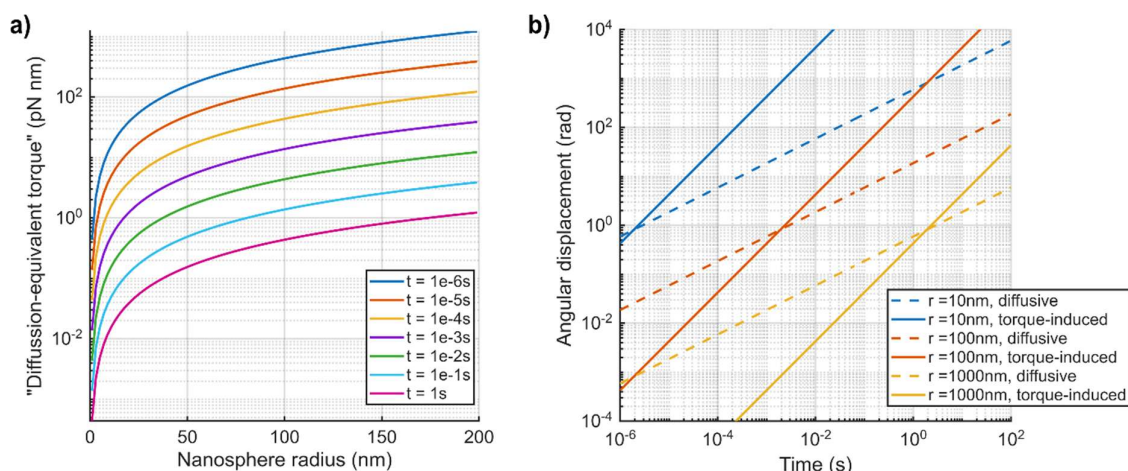 a)
"Diffussion-equivalent torque" (pN nm)
10^2
10^0
10^-2
0
50
100
150
200
Nanosphere radius (nm)
t = 1e-6s
t = 1e-5s
t = 1e-4s
t = 1e-3s
t = 1e-2s
t = 1e-1s
t = 1s
b)
Angular displacement (rad)
10^4
10^2
10^0
10^-2
10^-4
10^-6
10^-4
10^-2
10^0
10^2
Time (s)
r =10nm, diffusive
r =10nm, torque-induced
r =100nm, diffusive
r =100nm, torque-induced
r =1000nm, diffusive
r =1000nm, torque-induced